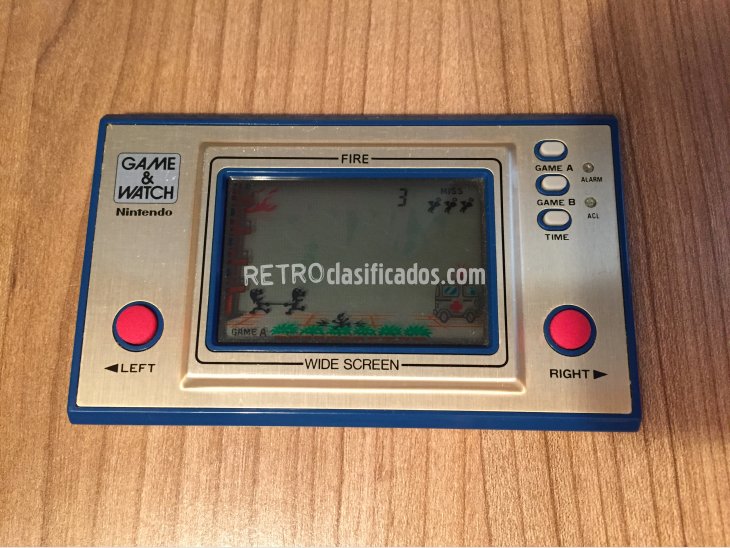 GAME
&
WATCH
Nintendo
FIRE
GAME A
ALARM
GAME B
ACL
TIME
3
MISS
RETROclasificados.com
GAME A
WIDE SCREEN
◄LEFT
RIGHT►